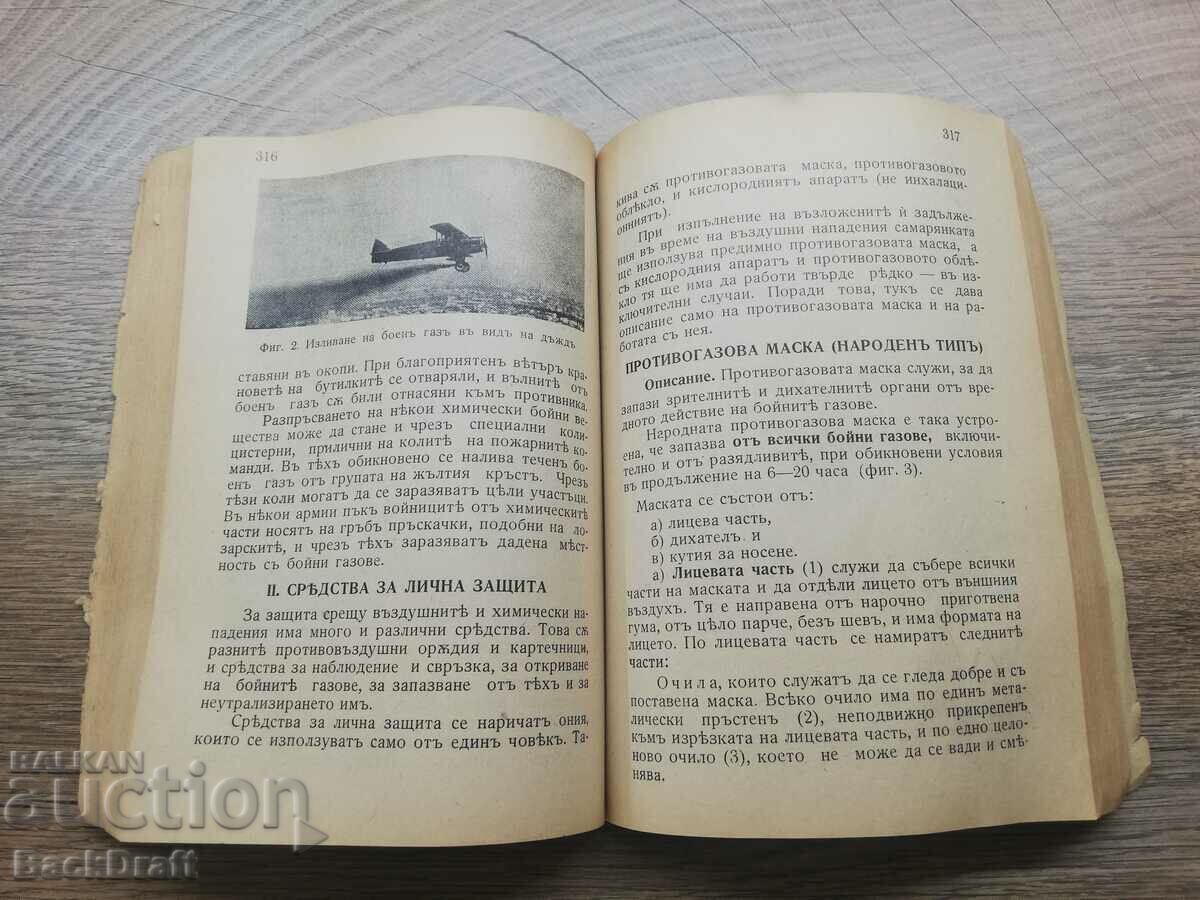 316
Фиг. 2. Изливане на боенъ газъ въ видъ на дъждъ
ставяни въ окопи. При благоприятенъ вѣтъръ кра-
новетѣ на бутилкитѣ се отваряли, и вълнитѣ отъ
боенъ газъ сѫ били отнасяни къмъ противника.
Разпръсването на нѣкои химически бойни ве-
щества може да стане и чрезъ специални коли-
цистерни, прилични на колитѣ на пожарнитѣ ко-
манди. Въ тѣхъ обикновено се налива теченъ бо-
енъ газъ отъ групата на жълтия кръстъ. Чрезъ
тѣзи коли могатъ да се заразяватъ цѣли участъци.
Въ нѣкои армии пъкъ войницитѣ отъ химическитѣ
части носятъ на гръбъ пръскачки, подобни на ло-
зарскитѣ, и чрезъ тѣхъ заразяватъ дадена мѣст-
ность съ бойни газове.
II. СРѢДСТВА ЗА ЛИЧНА ЗАЩИТА
За защита срещу въздушнитѣ и химически на-
падения има много и различни срѣдства. Това сѫ
разнитѣ противовъздушни орѫдия и картечници,
и срѣдства за наблюдение и свръзка, за откриване
на бойнитѣ газове, за запазване отъ тѣхъ и за
неутрализирането имъ.
Срѣдства за лична защита се наричатъ ония,
които се използуватъ само отъ единъ човѣкъ. Та-
317
кива сѫ противогазовата маска, противогазовото
облѣкло, и кислородниятъ апаратъ (не инхалаци-
онниятъ).
При изпълнение на възложенитѣ ѝ задълже-
ния въ време на въздушни нападения самарянката
ще използува предимно противогазовата маска, а
съ кислородния апаратъ и противогазовото облѣ-
кло тя ще има да работи твърде рѣдко — въ из-
ключителни случаи. Поради това, тукъ се дава
описание само на противогазовата маска и на ра-
ботата съ нея.
ПРОТИВОГАЗОВА МАСКА (НАРОДЕНЪ ТИПЪ)
Описание. Противогазовата маска служи, за да
запази зрителнитѣ и дихателнитѣ органи отъ вре-
дното действие на бойнитѣ газове.
Народната противогазова маска е така устро-
ена, че запазва отъ всички бойни газове, включи-
телно и отъ разядливитѣ, при обикновени условия
въ продължение на 6—20 часа (фиг. 3).
Маската се състои отъ:
а) лицева часть,
б) дихателъ и
в) кутия за носене.
а) Лицевата часть (1) служи да събере всички
части на маската и да отдѣли лицето отъ външния
въздухъ. Тя е направена отъ нарочно приготвена
гума, отъ цѣло парче, безъ шевъ, и има формата на
лицето. По лицевата часть се намиратъ следнитѣ
части:
Очила, които служатъ да се гледа добре и съ
поставена маска. Всѣко очило има по единъ мета-
лически пръстенъ (2), неподвижно прикрепенъ
къмъ изрѣзката на лицевата часть, и по едно цело-
ново очило (3), което не може да се вади и смѣ-
нява.
BALKAN
auction
BackDraft